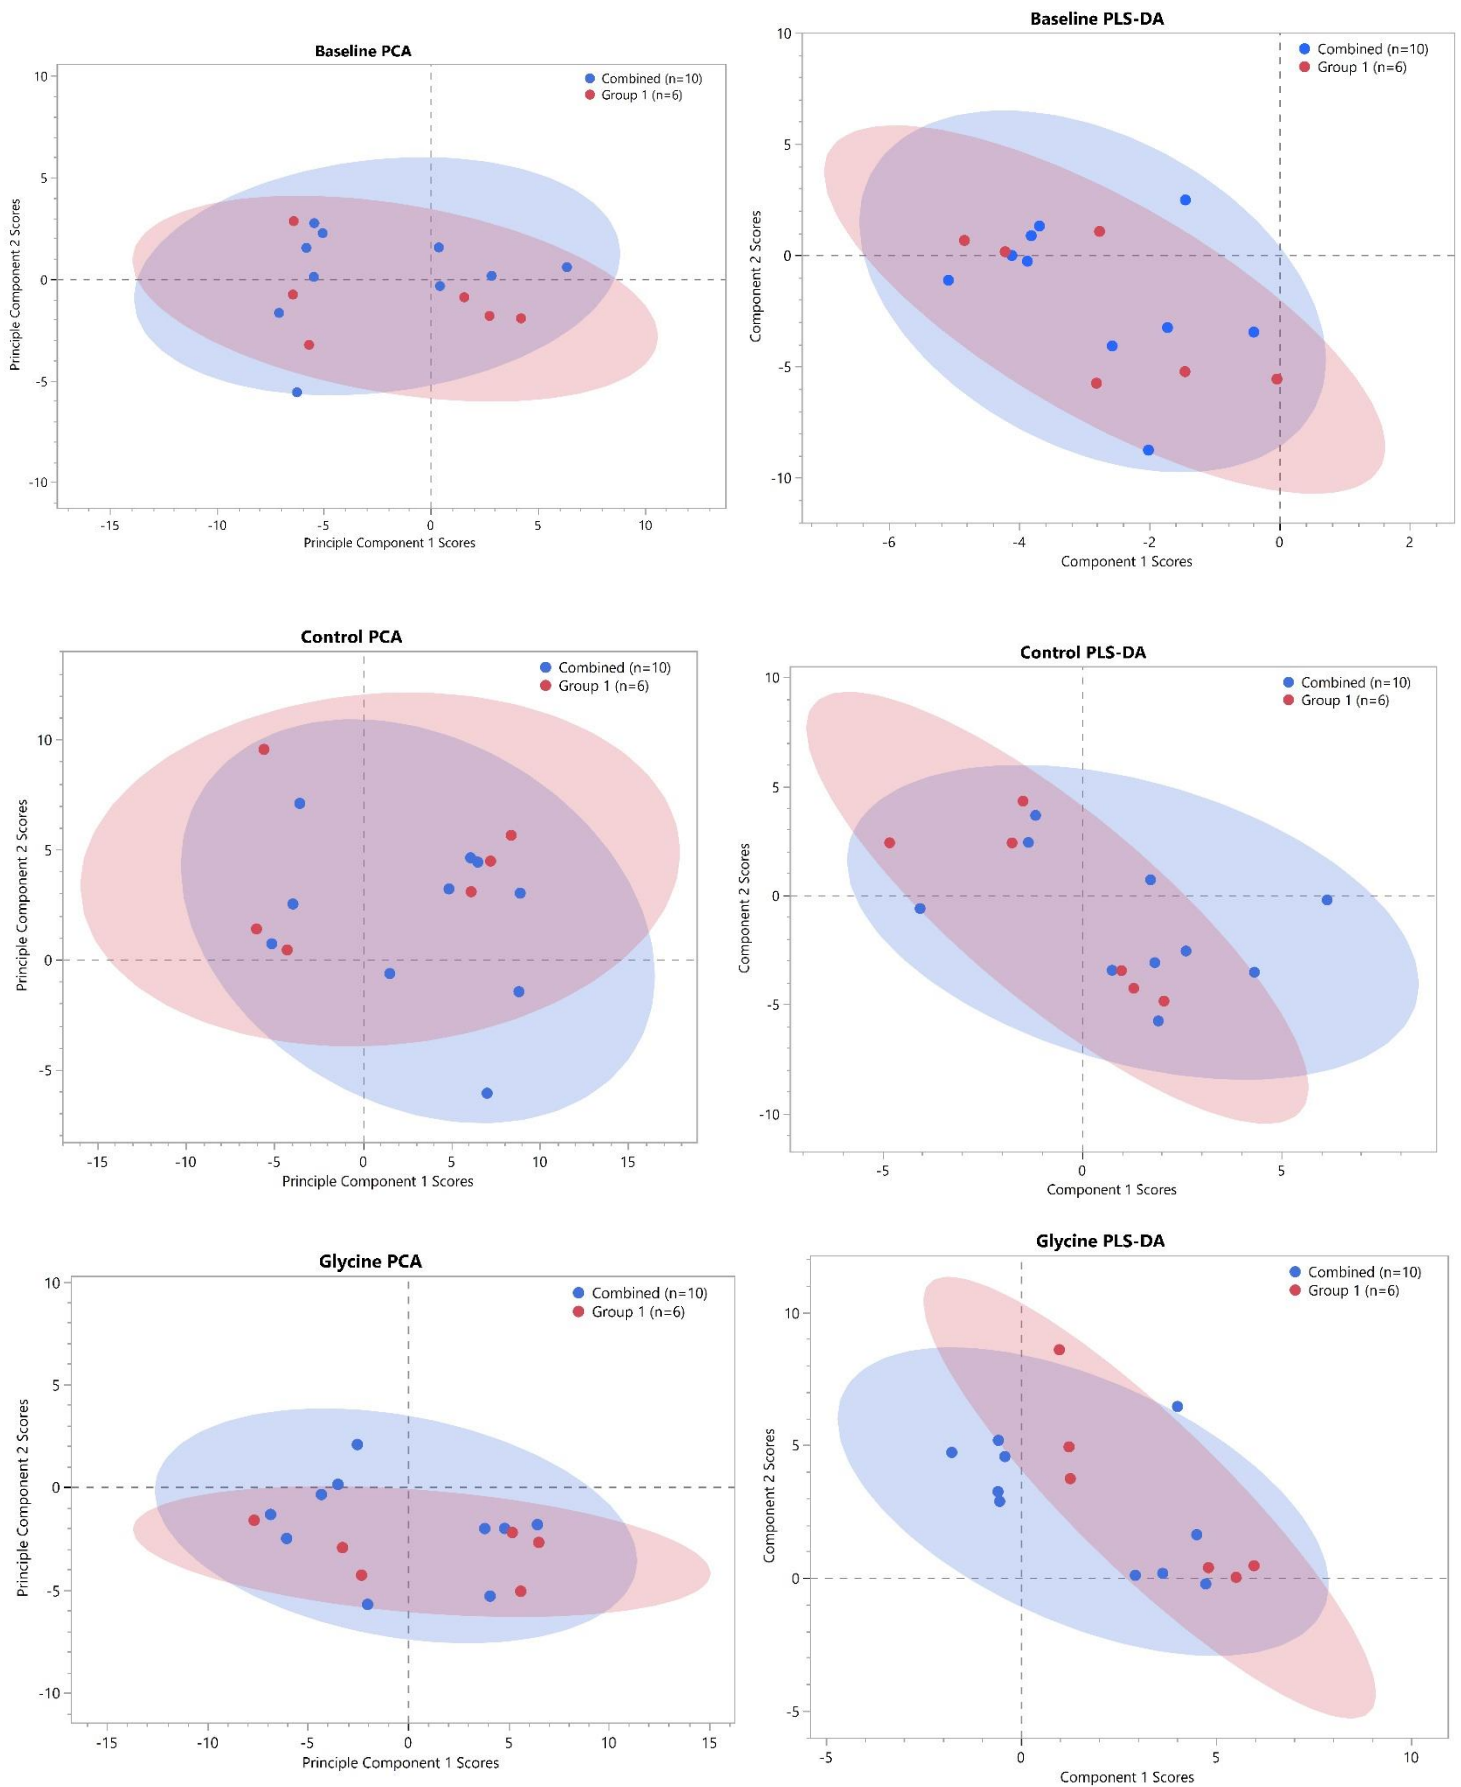 Baseline PCA
Combined (n=10)
Group 1 (n=6)
10
5
0
-5
-10
Principle Component 2 Scores
-15
-10
-5
0
5
10
Principle Component 1 Scores
Baseline PLS-DA
Combined (n=10)
Group 1 (n=6)
10
5
0
-5
-10
Component 2 Scores
-6
-4
-2
0
2
Component 1 Scores
Control PCA
Combined (n=10)
Group 1 (n=6)
10
5
0
-5
Principle Component 2 Scores
-15
-10
-5
0
5
10
15
Principle Component 1 Scores
Control PLS-DA
Combined (n=10)
Group 1 (n=6)
10
5
0
-5
-10
Component 2 Scores
-5
0
5
Component 1 Scores
Glycine PCA
Combined (n=10)
Group 1 (n=6)
10
5
0
-5
-10
Principle Component 2 Scores
-15
-10
-5
0
5
10
15
Principle Component 1 Scores
Glycine PLS-DA
Combined (n=10)
Group 1 (n=6)
10
5
0
-5
Component 2 Scores
-5
0
5
10
Component 1 Scores